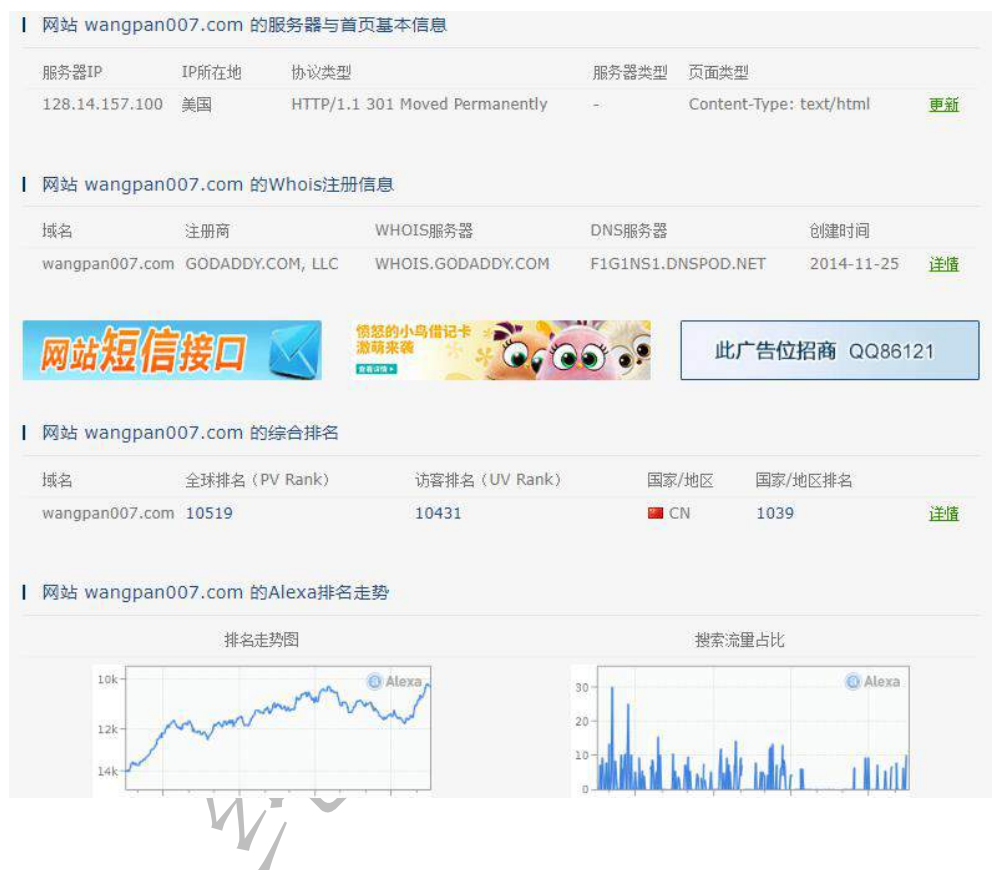 网站 wangpan007.com 的服务器与首页基本信息
服务器IP IP所在地 协议类型 服务器类型 页面类型
128.14.157.100 美国 HTTP/1.1 301 Moved Permanently - Content-Type: text/html 更新
网站 wangpan007.com 的Whois注册信息
域名 注册商 WHOIS服务器 DNS服务器 创建时间
wangpan007.com GODADDY.COM, LLC WHOIS.GODADDY.COM F1G1NS1.DNSPOD.NET 2014-11-25 详情
网站短信接口
愤怒的小鸟借记卡
激萌来袭
查看详情
此广告位招商 QQ86121
网站 wangpan007.com 的综合排名
域名 全球排名（PV Rank） 访客排名（UV Rank） 国家/地区 国家/地区排名
wangpan007.com 10519 10431 CN 1039 详情
网站 wangpan007.com 的Alexa排名走势
排名走势图 搜索流量占比
10k
12k
14k
Alexa
30
20
10
0
Alexa